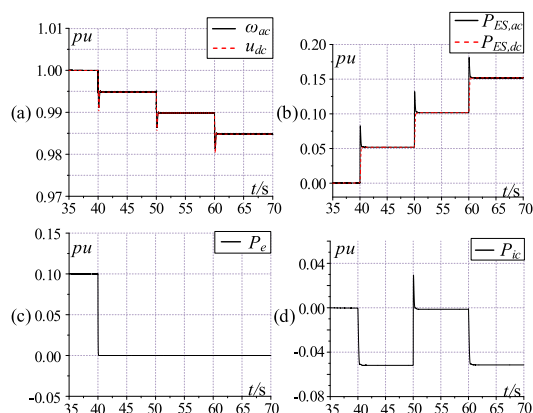 1.01
1.00
0.99
0.98
0.97
pu
ω_ac
u_dc
(a)
t/s
35 40 45 50 55 60 65 70
0.20
0.15
0.10
0.05
0.00
pu
P_ES,ac
P_ES,dc
(b)
t/s
35 40 45 50 55 60 65 70
0.15
0.10
0.05
0.00
-0.05
pu
P_e
(c)
t/s
35 40 45 50 55 60 65 70
0.04
0.00
-0.04
-0.08
pu
P_ic
(d)
t/s
35 40 45 50 55 60 65 70